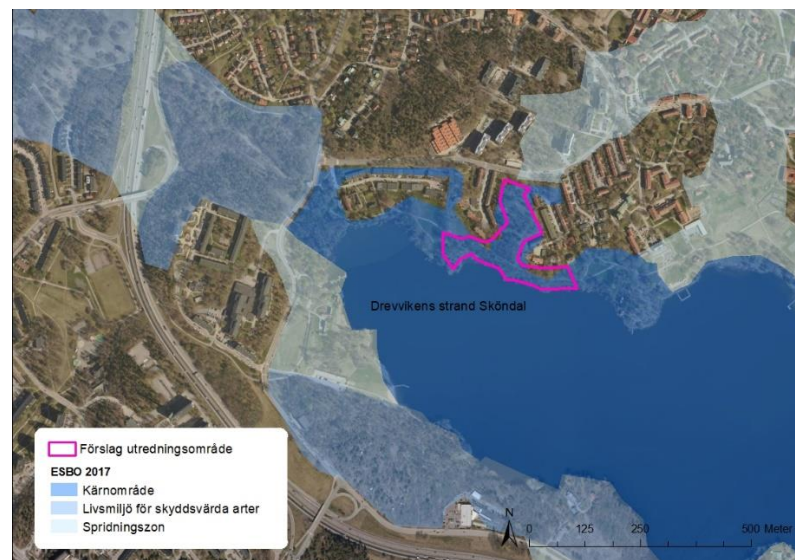 Drevvikens strand Sköndal
Förslag utredningsområde
ESBO 2017
Kärnområde
Livsmiljö för skyddsvärda arter
Spridningszon
N
0 125 250 500 Meter